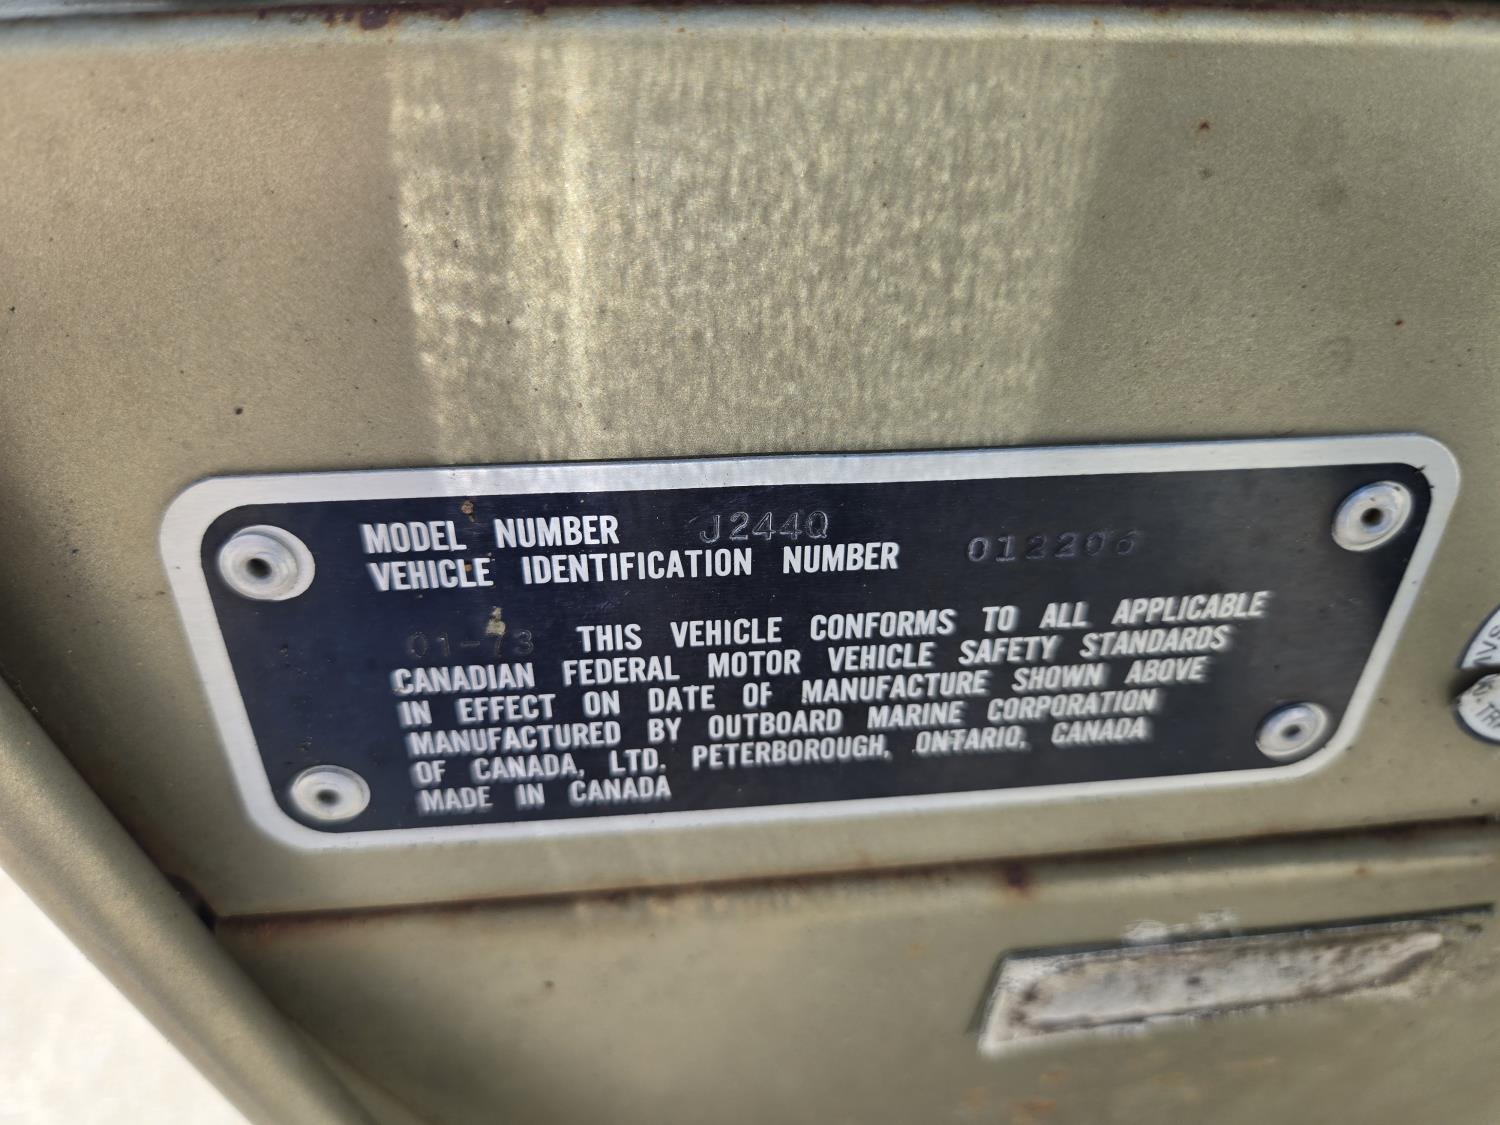 MODEL NUMBER J244Q
VEHICLE IDENTIFICATION NUMBER 012206
01-73 THIS VEHICLE CONFORMS TO ALL APPLICABLE
CANADIAN FEDERAL MOTOR VEHICLE SAFETY STANDARDS
IN EFFECT ON DATE OF MANUFACTURE SHOWN ABOVE
MANUFACTURED BY OUTBOARD MARINE CORPORATION
OF CANADA, LTD. PETERBOROUGH, ONTARIO, CANADA
MADE IN CANADA